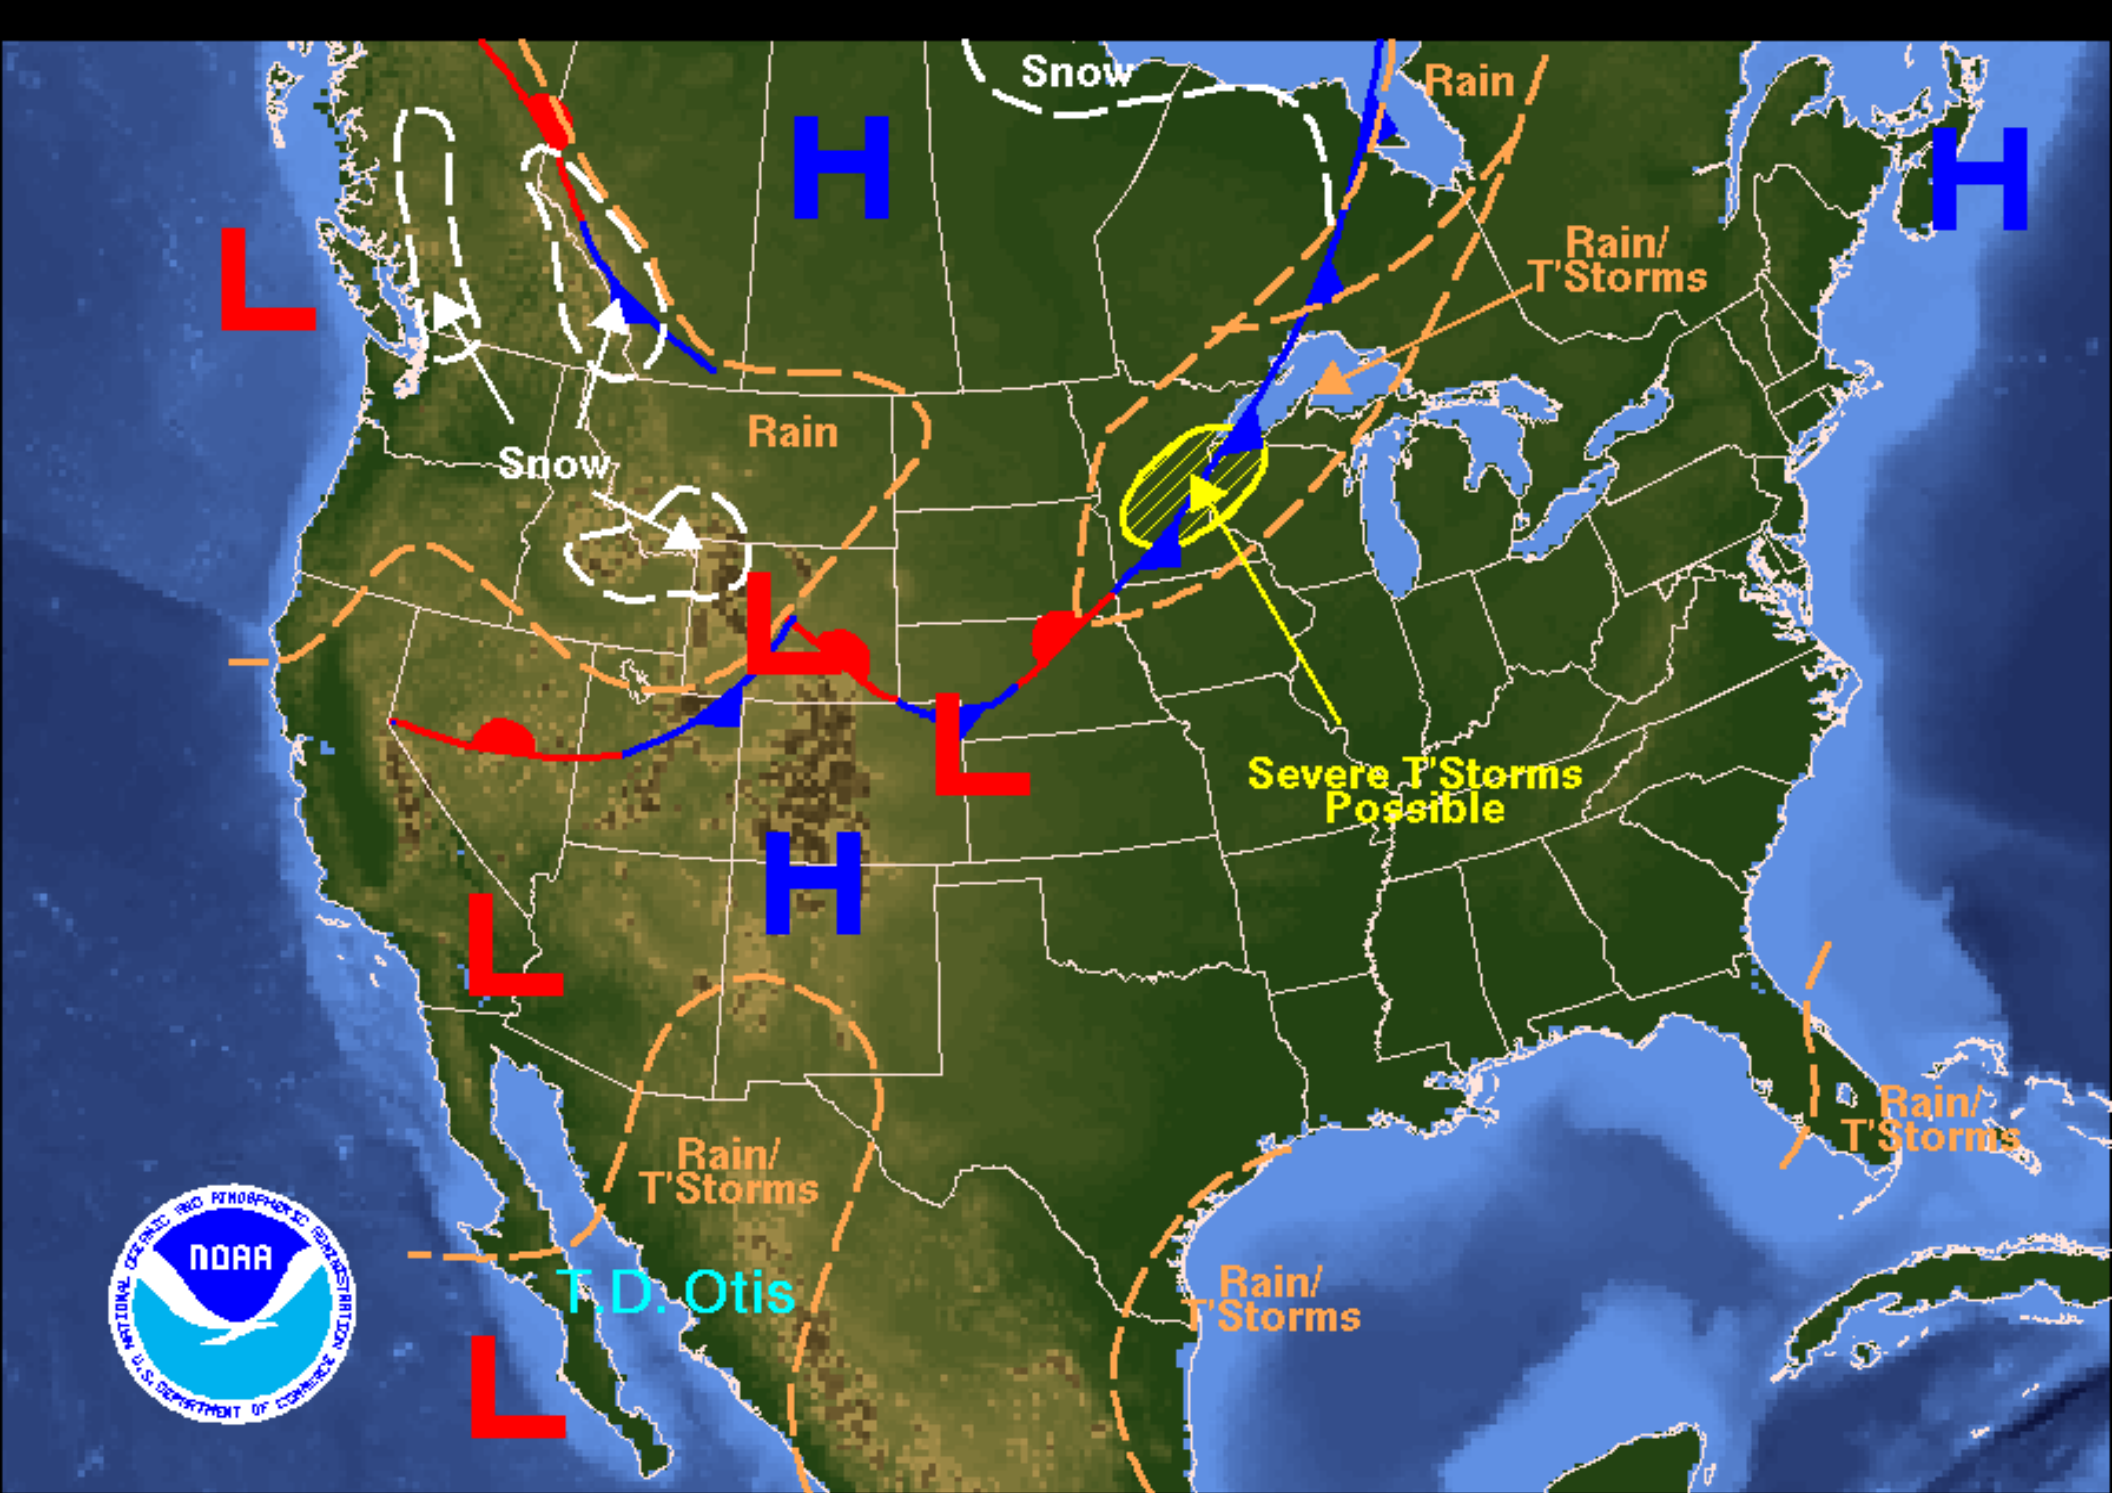 Snow
Rain
H
H
L
Rain/
T'Storms
Rain
Snow
L
L
Severe T'Storms
Possible
H
L
Rain/
T'Storms
Rain/
T'Storms
T.D. Otis
Rain/
T'Storms
L
NOAA
NATIONAL OCEANIC AND ATMOSPHERIC ADMINISTRATION
U.S. DEPARTMENT OF COMMERCE